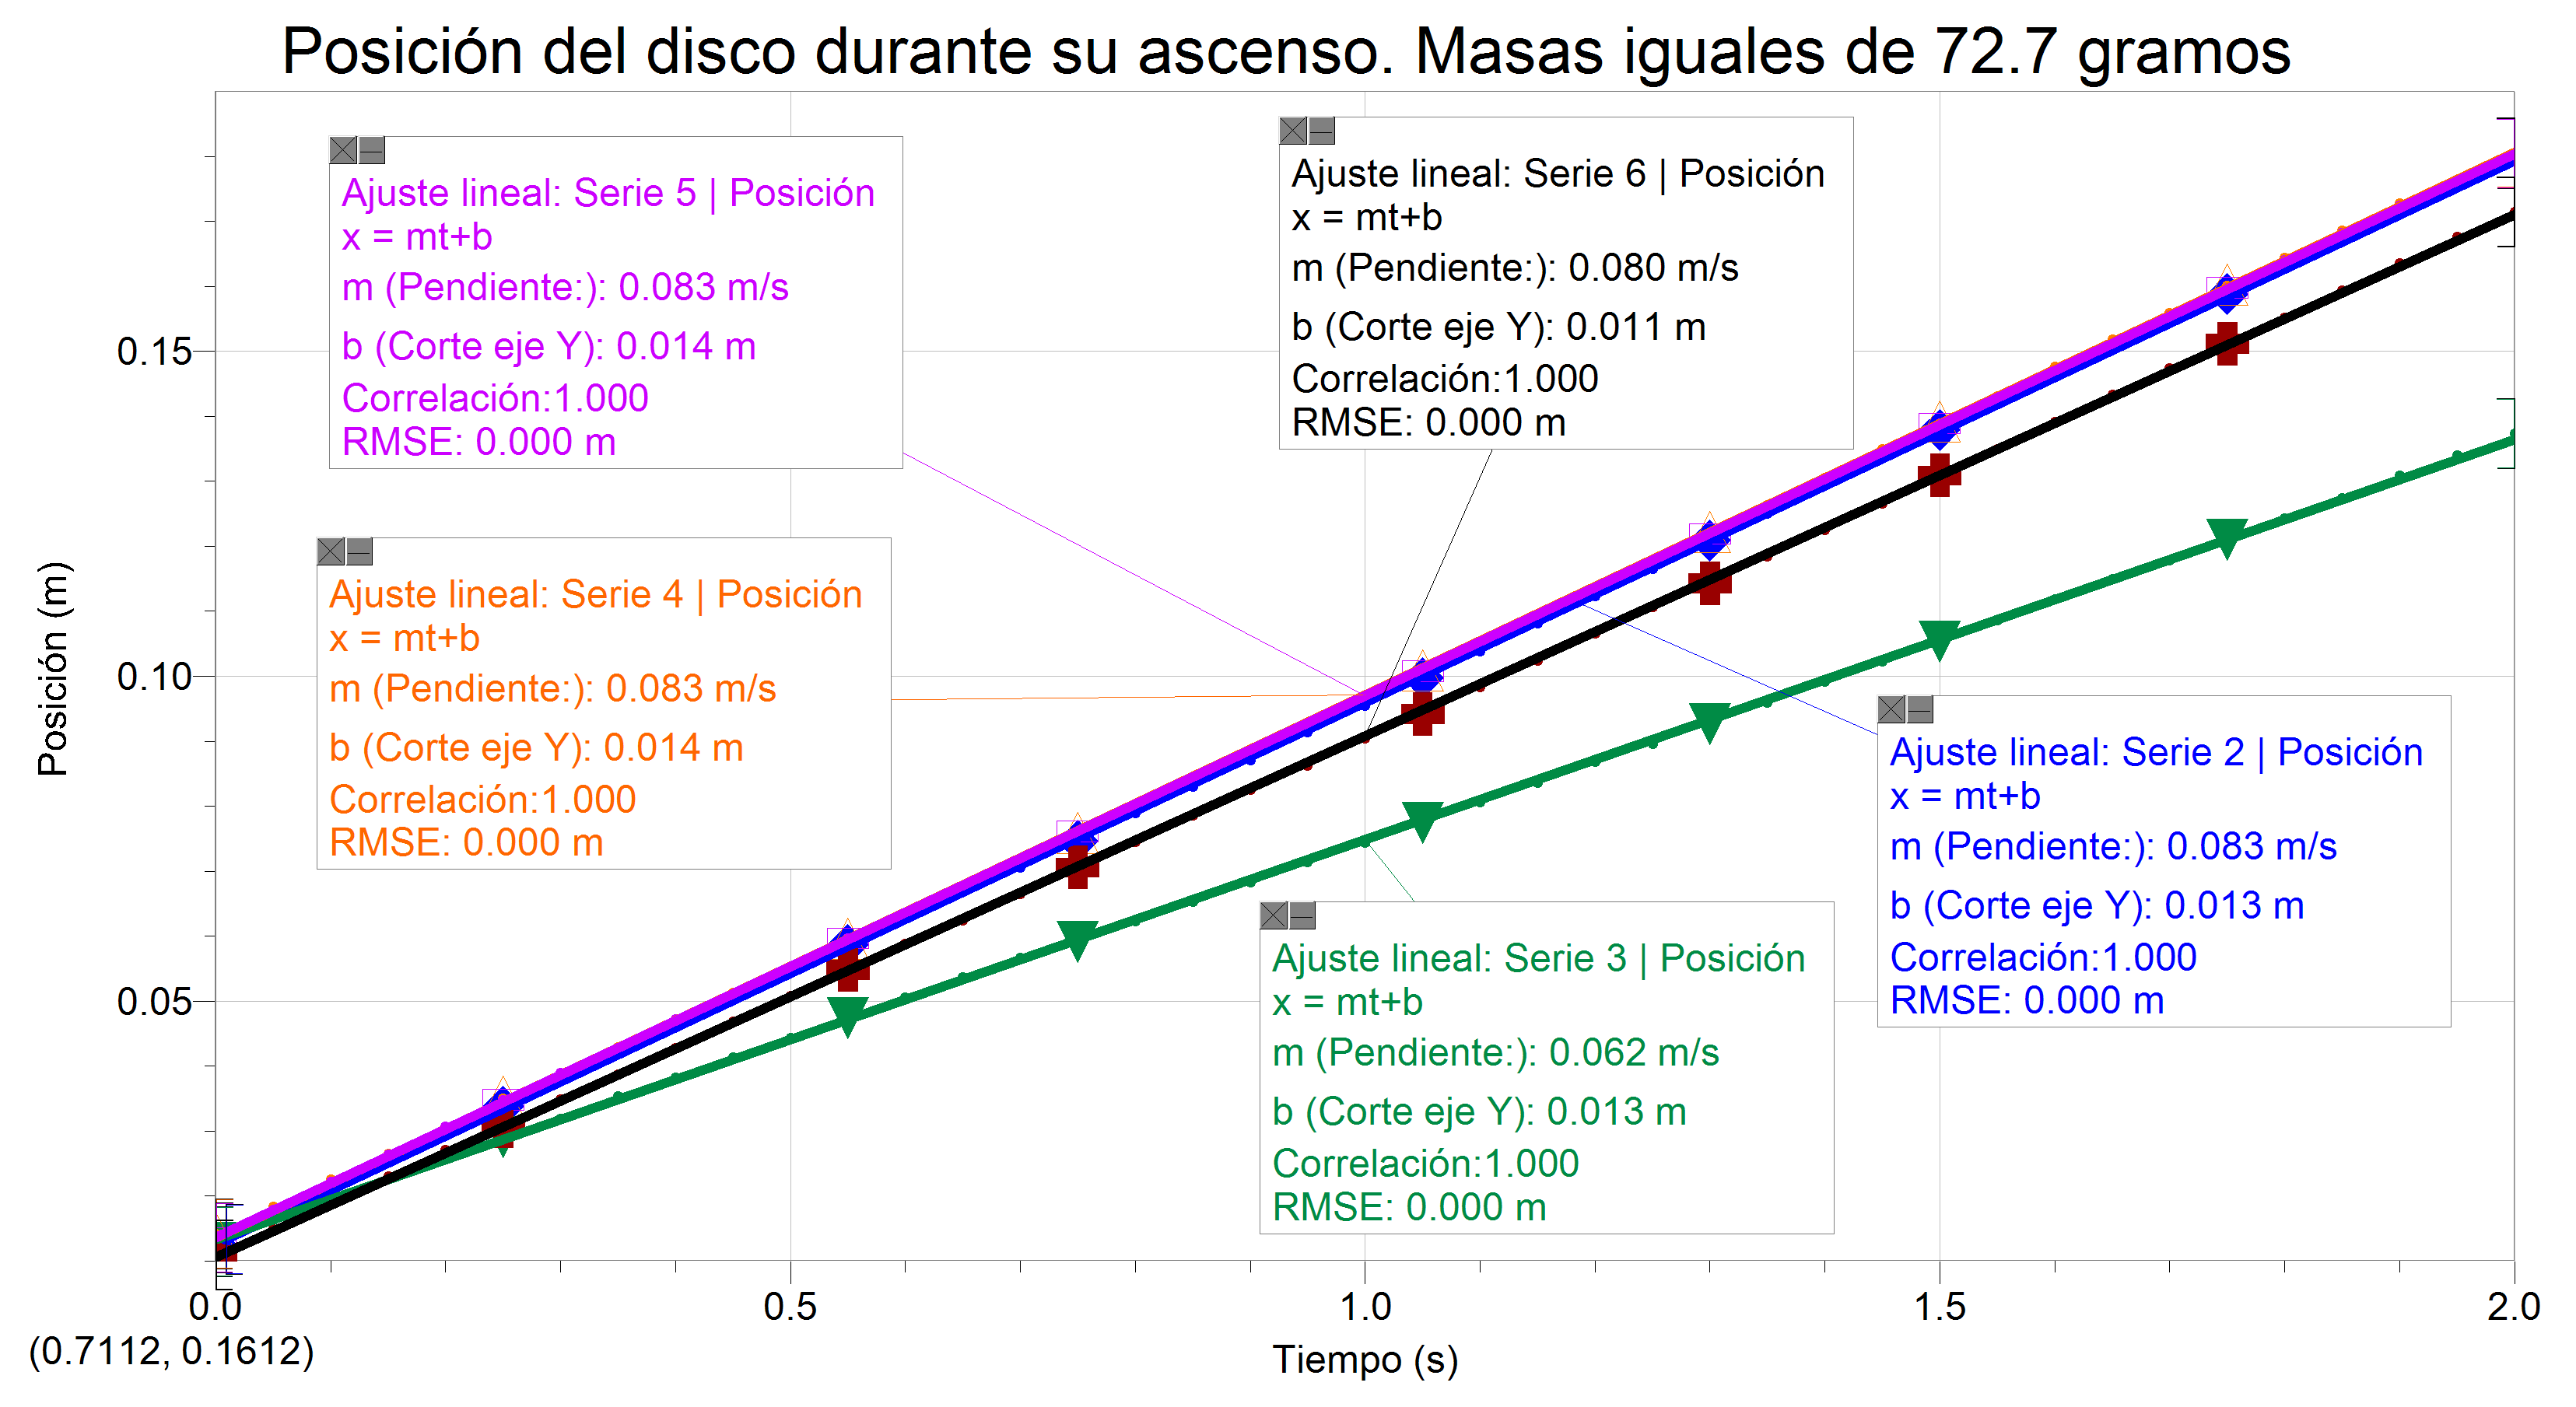 Posición del disco durante su ascenso. Masas iguales de 72.7 gramos
Ajuste lineal: Serie 5 | Posición
x = mt+b
m (Pendiente:): 0.083 m/s
b (Corte eje Y): 0.014 m
Correlación:1.000
RMSE: 0.000 m
Ajuste lineal: Serie 6 | Posición
x = mt+b
m (Pendiente:): 0.080 m/s
b (Corte eje Y): 0.011 m
Correlación:1.000
RMSE: 0.000 m
Ajuste lineal: Serie 4 | Posición
x = mt+b
m (Pendiente:): 0.083 m/s
b (Corte eje Y): 0.014 m
Correlación:1.000
RMSE: 0.000 m
Ajuste lineal: Serie 2 | Posición
x = mt+b
m (Pendiente:): 0.083 m/s
b (Corte eje Y): 0.013 m
Correlación:1.000
RMSE: 0.000 m
Ajuste lineal: Serie 3 | Posición
x = mt+b
m (Pendiente:): 0.062 m/s
b (Corte eje Y): 0.013 m
Correlación:1.000
RMSE: 0.000 m
Posición (m)
0.15
0.10
0.05
0.0 0.5 1.0 1.5 2.0
(0.7112, 0.1612)
Tiempo (s)